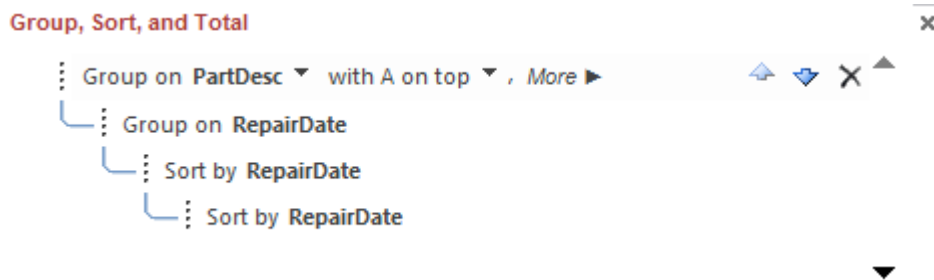 Group, Sort, and Total
Group on PartDesc with A on top , More
Group on RepairDate
Sort by RepairDate
Sort by RepairDate